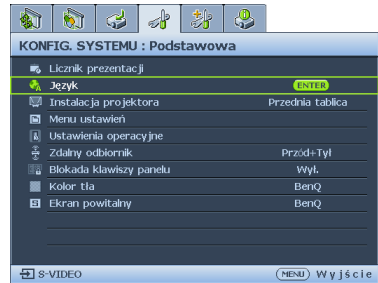 KONFIG. SYSTEMU : Podstawowa
Licznik prezentacji
Język ENTER
Instalacja projektora Przednia tablica
Menu ustawień
Ustawienia operacyjne
Zdalny odbiornik Przód+Tył
Blokada klawiszy panelu Wył.
Kolor tła BenQ
Ekran powitalny BenQ
S-VIDEO MENU Wyjście